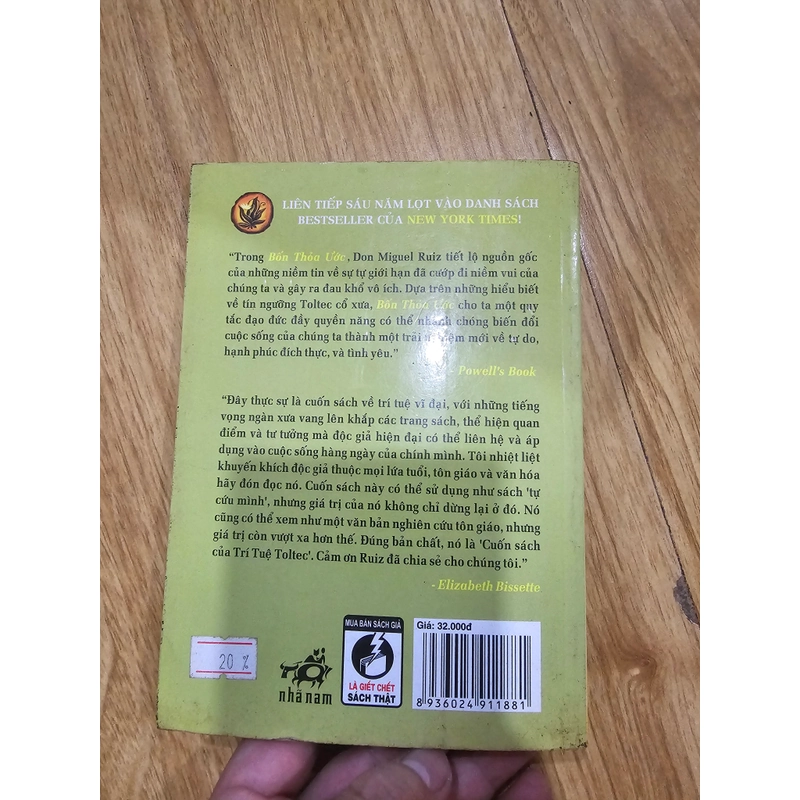 LIÊN TIẾP SÁU NĂM LỌT VÀO DANH SÁCH
BESTSELLER CỦA NEW YORK TIMES!
“Trong Bốn Thỏa Ước, Don Miguel Ruiz tiết lộ nguồn gốc
của những niềm tin về sự tự giới hạn đã cướp đi niềm vui của
chúng ta và gây ra đau khổ vô ích. Dựa trên những hiểu biết
về tín ngưỡng Toltec cổ xưa, Bốn Thỏa Ước cho ta một quy
tắc đạo đức đầy quyền năng có thể nhanh chóng biến đổi
cuộc sống của chúng ta thành một trải nghiệm mới về tự do,
hạnh phúc đích thực, và tình yêu.”
- Powell's Book
“Đây thực sự là cuốn sách về trí tuệ vĩ đại, với những tiếng
vọng ngàn xưa vang lên khắp các trang sách, thể hiện quan
điểm và tư tưởng mà độc giả hiện đại có thể liên hệ và áp
dụng vào cuộc sống hàng ngày của chính mình. Tôi nhiệt liệt
khuyến khích độc giả thuộc mọi lứa tuổi, tôn giáo và văn hóa
hãy đón đọc nó. Cuốn sách này có thể sử dụng như sách 'tự
cứu mình', nhưng giá trị của nó không chỉ dừng lại ở đó. Nó
cũng có thể xem như một văn bản nghiên cứu tôn giáo, nhưng
giá trị còn vượt xa hơn thế. Đúng bản chất, nó là 'Cuốn sách
của Trí Tuệ Toltec'. Cảm ơn Ruiz đã chia sẻ cho chúng tôi.”
- Elizabeth Bissette
20 %
nhã nam
MUA BÁN SÁCH GIẢ
LÀ GIẾT CHẾT
SÁCH THẬT
Giá: 32.000đ
8 936024 911881